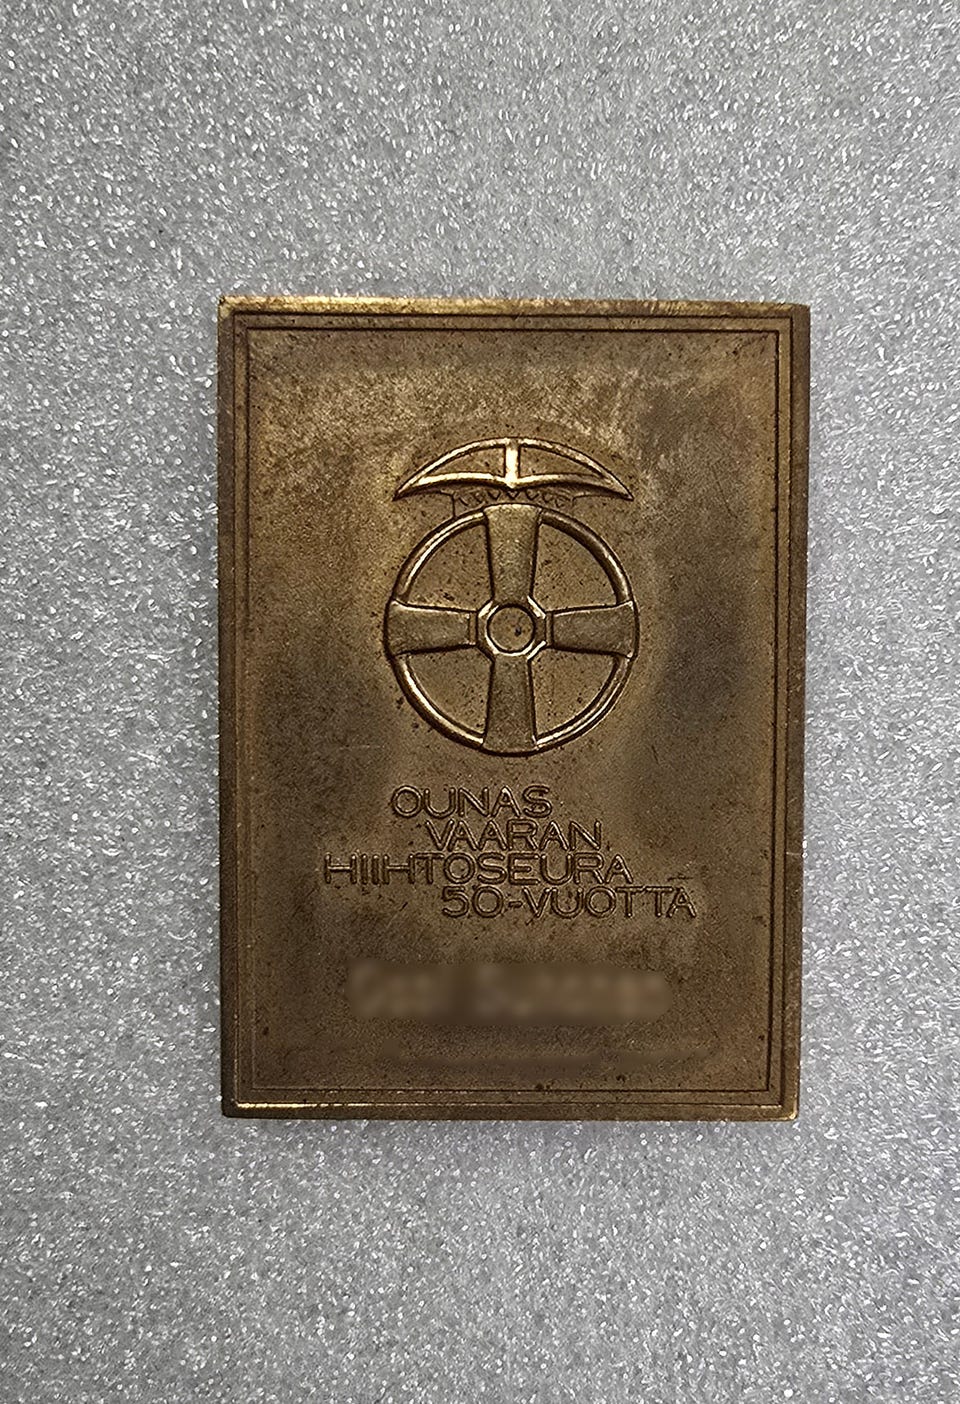 OUNAS
VAARAN
HIIHTOSEURA
50-VUOTTA